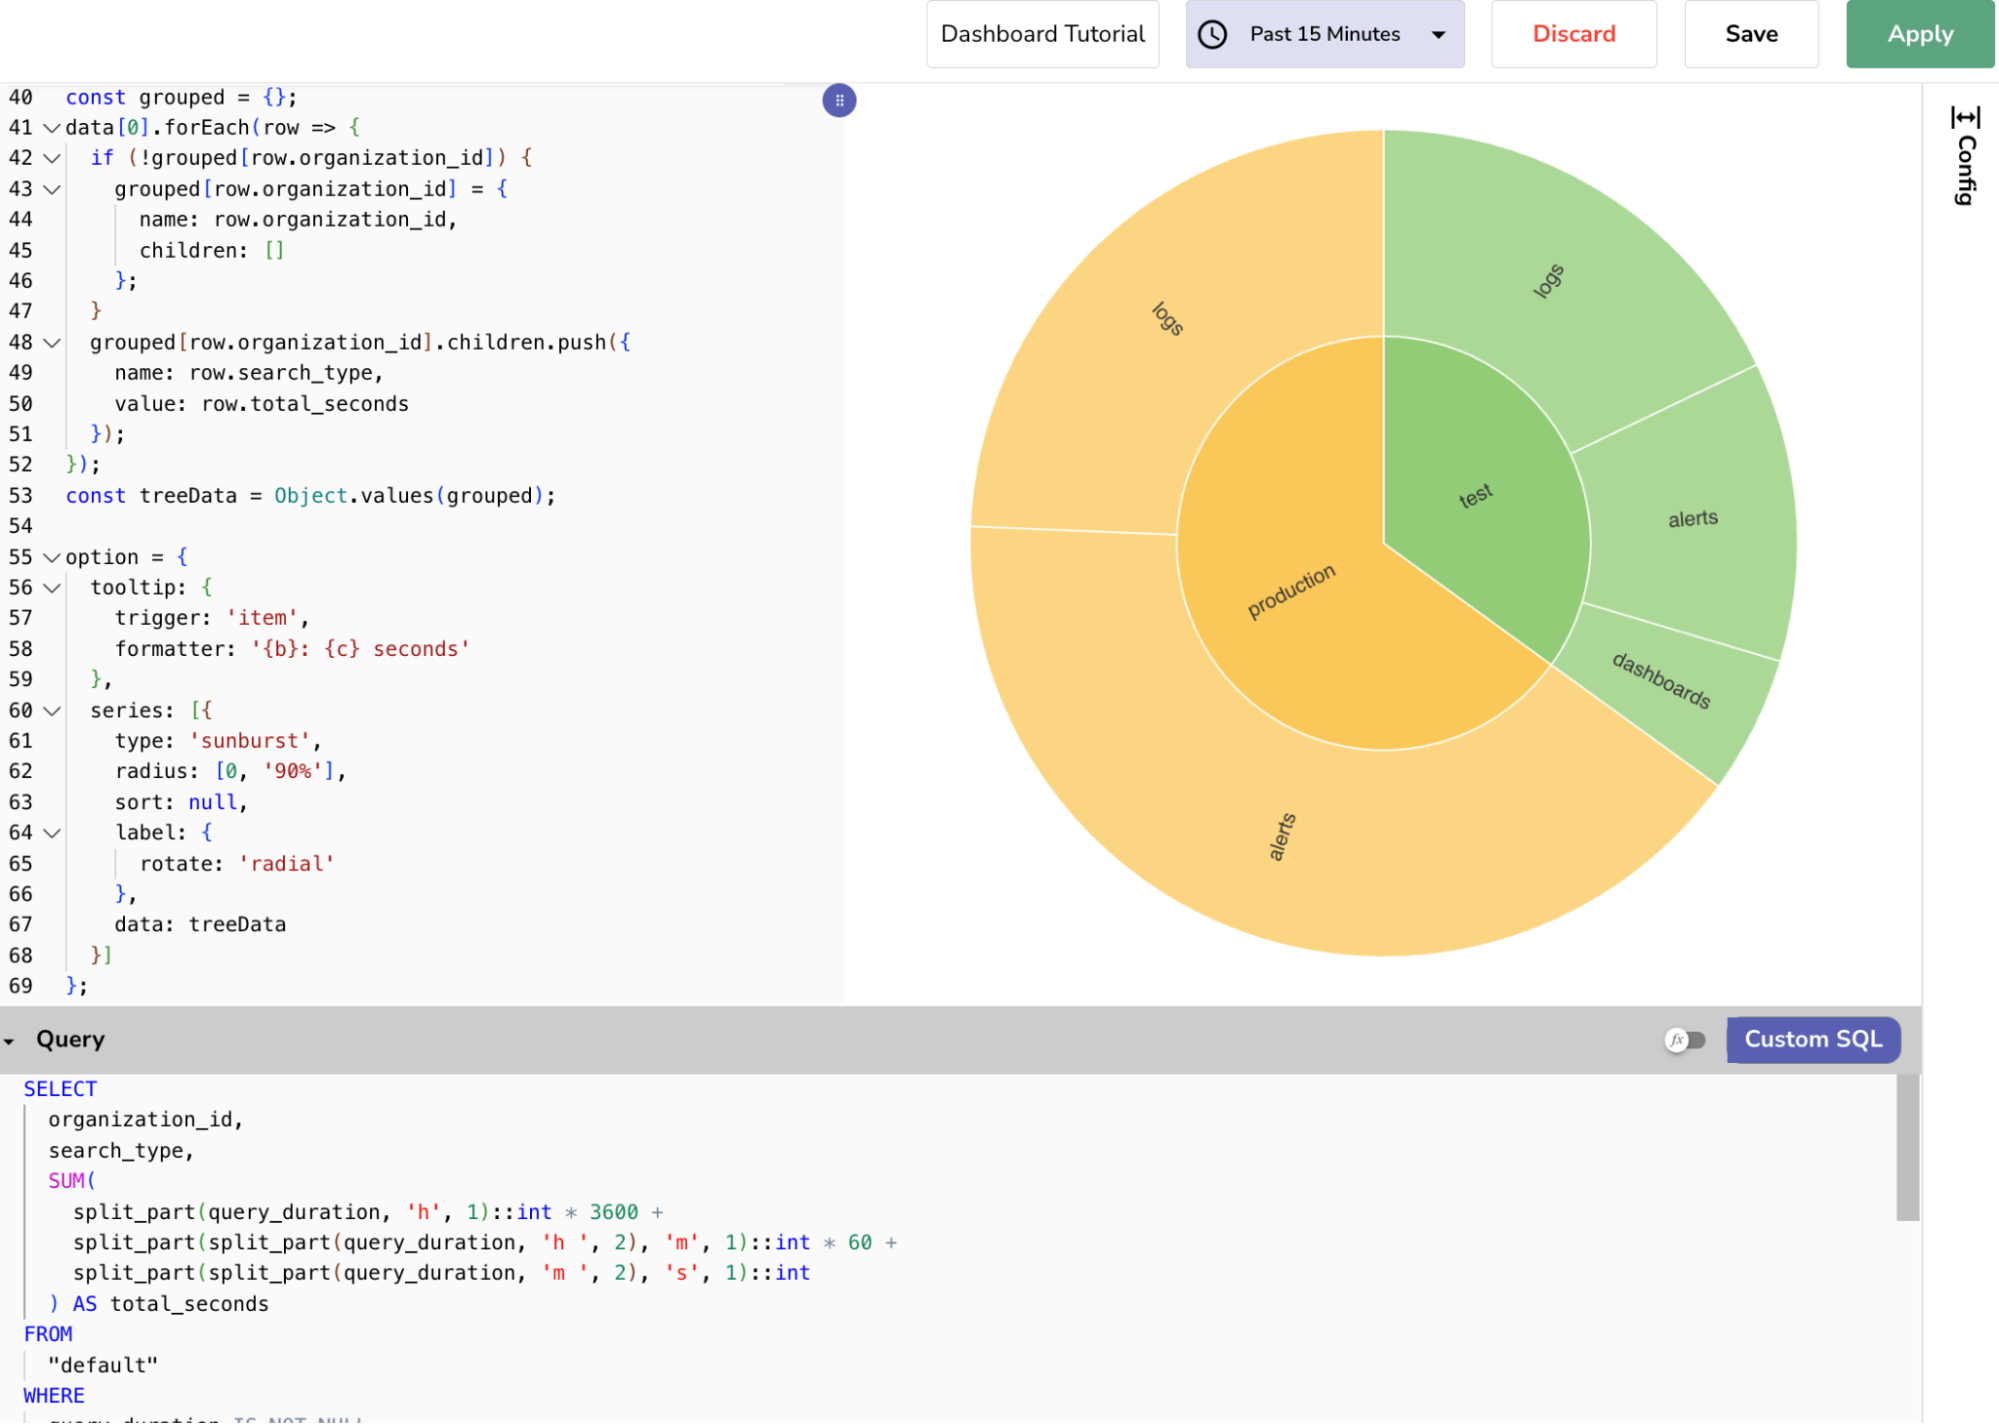 Dashboard Tutorial
Past 15 Minutes
Discard
Save
Apply
40 const grouped = {};
41 data[0].forEach(row => {
42 if (!grouped[row.organization_id]) {
43 grouped[row.organization_id] = {
44 name: row.organization_id,
45 children: []
46 };
47 }
48 grouped[row.organization_id].children.push({
49 name: row.search_type,
50 value: row.total_seconds
51 });
52 });
53 const treeData = Object.values(grouped);
54
55 option = {
56 tooltip: {
57 trigger: 'item',
58 formatter: '{b}: {c} seconds'
59 },
60 series: [{
61 type: 'sunburst',
62 radius: [0, '90%'],
63 sort: null,
64 label: {
65 rotate: 'radial'
66 },
67 data: treeData
68 }]
69 };
logs
logs
test
alerts
production
dashboards
alerts
Config
Query
fx
Custom SQL
SELECT
organization_id,
search_type,
SUM(
split_part(query_duration, 'h', 1)::int * 3600 +
split_part(split_part(query_duration, 'h ', 2), 'm', 1)::int * 60 +
split_part(split_part(query_duration, 'm ', 2), 's', 1)::int
) AS total_seconds
FROM
"default"
WHERE
query_duration IS NOT NULL